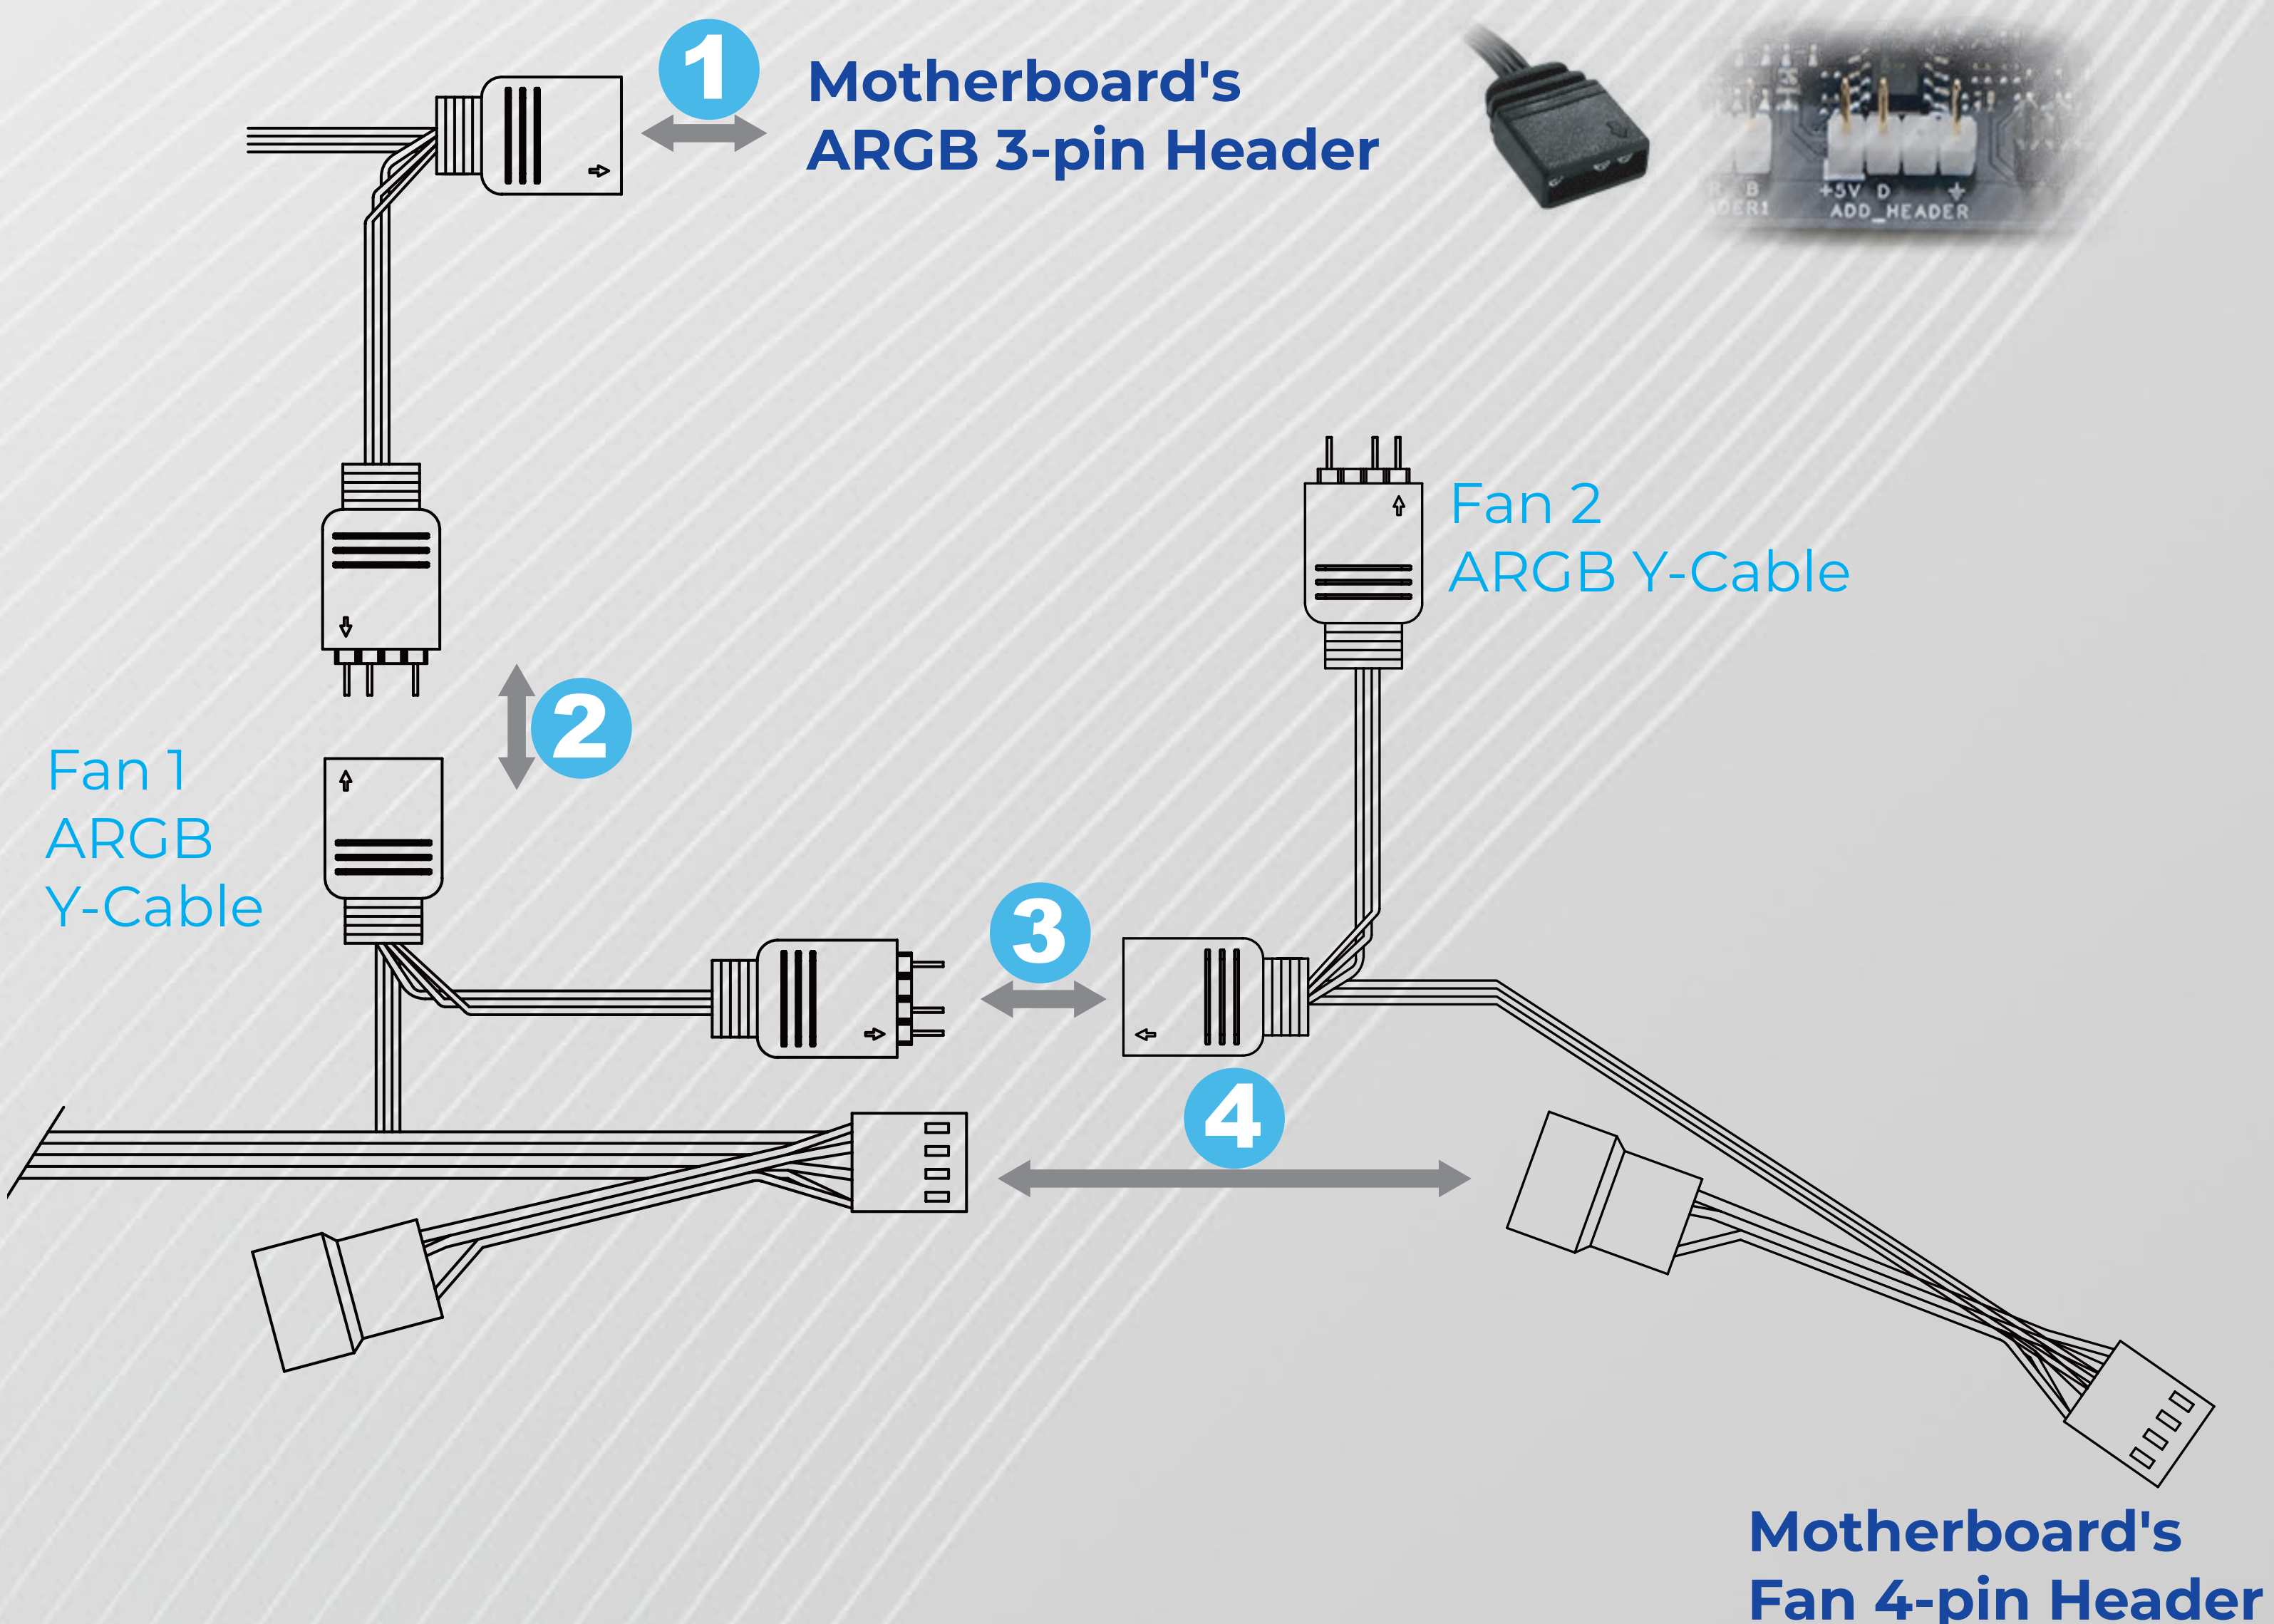 1
Motherboard's
ARGB 3-pin Header
+5V D
ADD_HEADER
B
Fan 2
ARGB Y-Cable
2
Fan 1
ARGB
Y-Cable
3
4
Motherboard's
Fan 4-pin Header